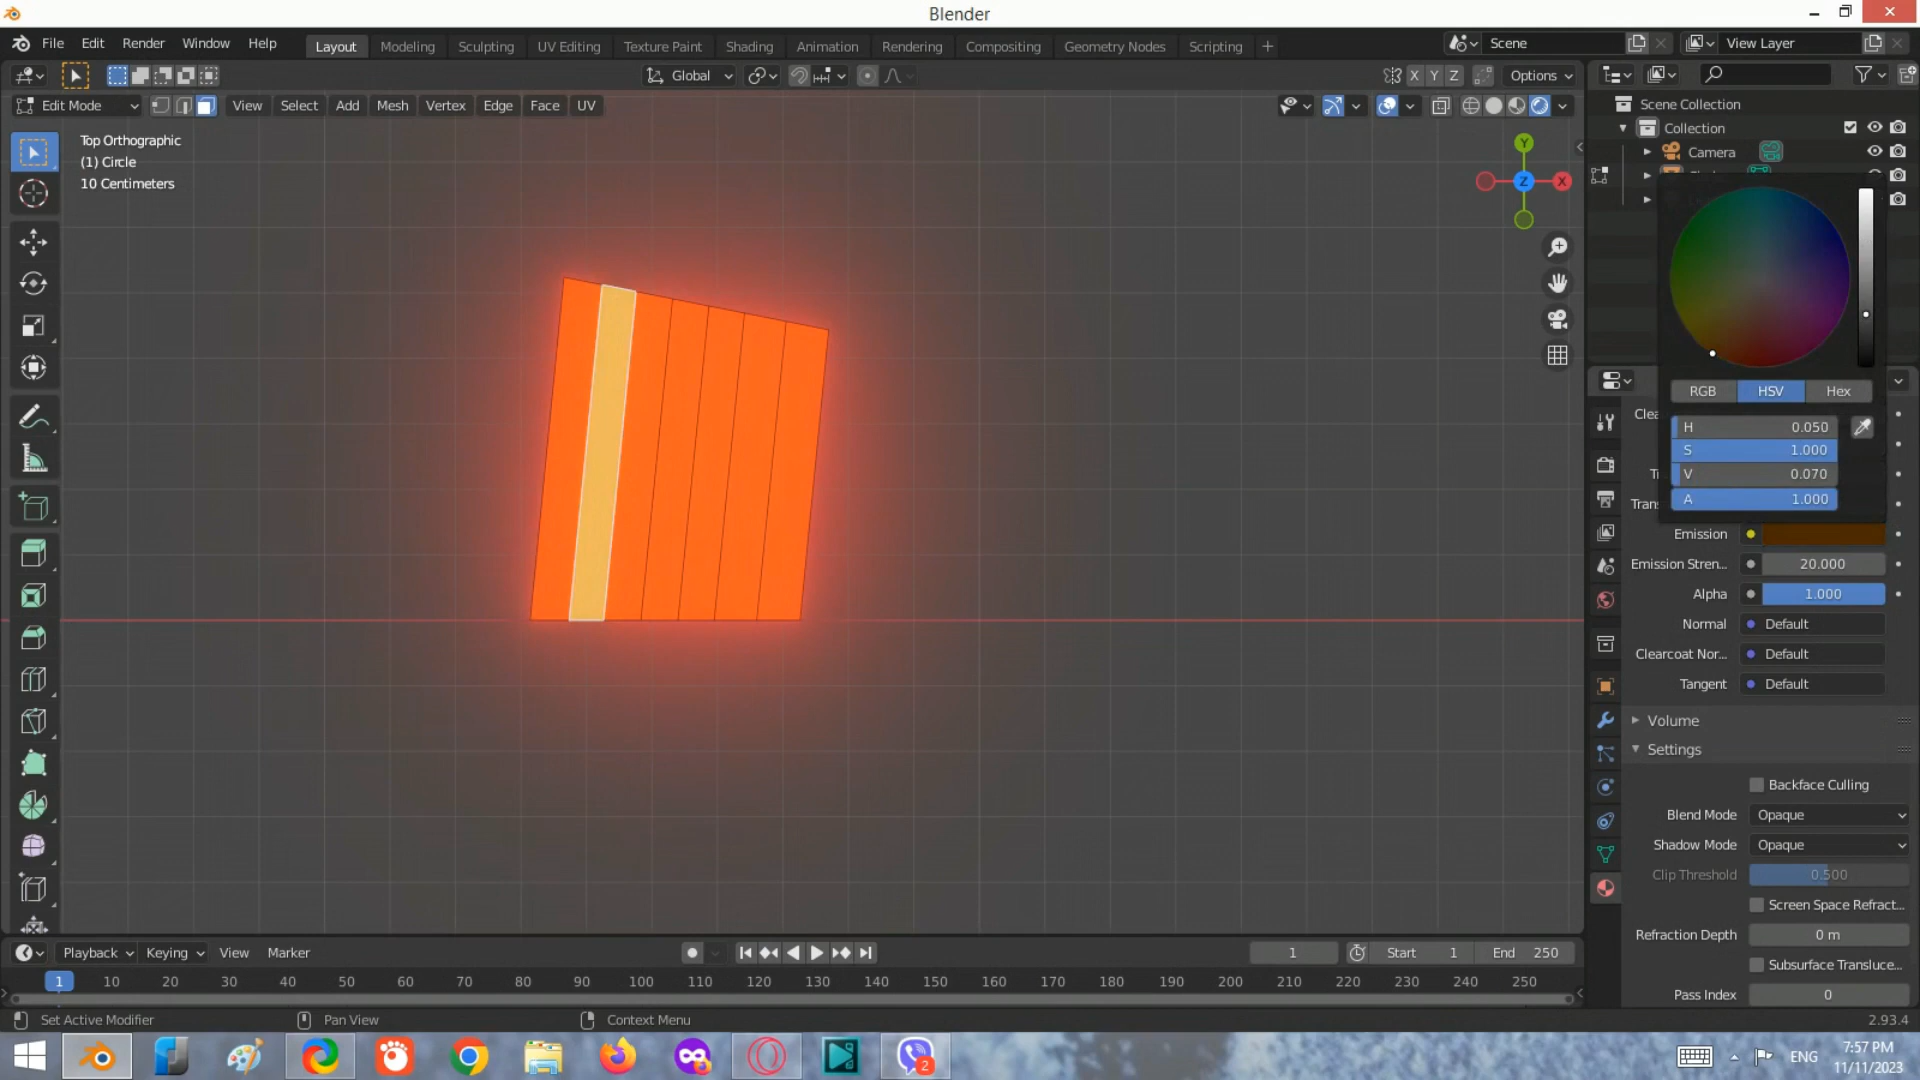 Blender
File Edit Render Window Help Layout Modeling Sculpting UV Editing Texture Paint Shading Animation Rendering Compositing Geometry Nodes Scripting + Scene View Layer
Global X Y Z Options
Edit Mode View Select Add Mesh Vertex Edge Face UV
Top Orthographic
(1) Circle
10 Centimeters
Y
Z
X
Scene Collection
Collection
Camera
RGB HSV Hex
H 0.050
S 1.000
V 0.070
A 1.000
Emission
Emission Stren... 20.000
Alpha 1.000
Normal Default
Clearcoat Nor... Default
Tangent Default
Volume
Settings
Backface Culling
Blend Mode Opaque
Shadow Mode Opaque
Clip Threshold 0.500
Screen Space Refract...
Refraction Depth 0 m
Subsurface Transluce...
Pass Index 0
Playback Keying View Marker 1 Start 1 End 250
1 10 20 30 40 50 60 70 80 90 100 110 120 130 140 150 160 170 180 190 200 210 220 230 240 250
Set Active Modifier Pan View Context Menu 2.93.4
2
ENG
7:57 PM
11/11/2023